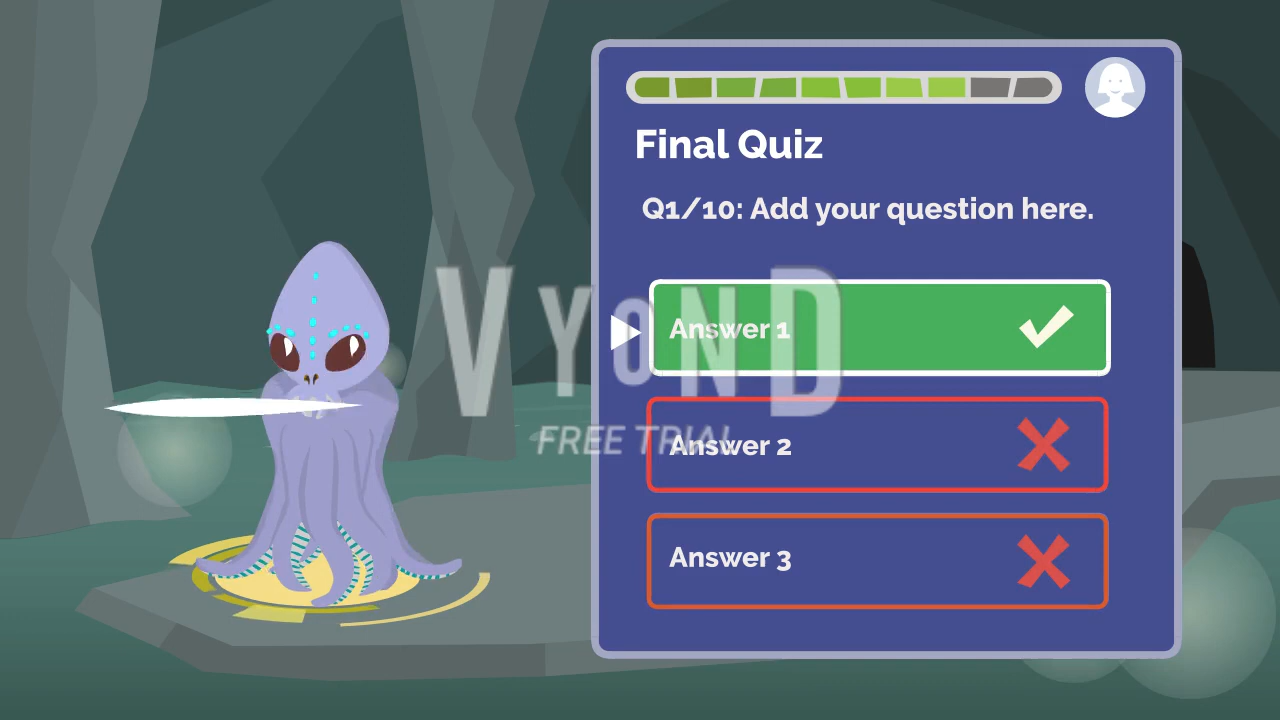 Final Quiz
Q1/10: Add your question here.
Answer 1
VYOND
FREE TRIAL
Answer 2
Answer 3